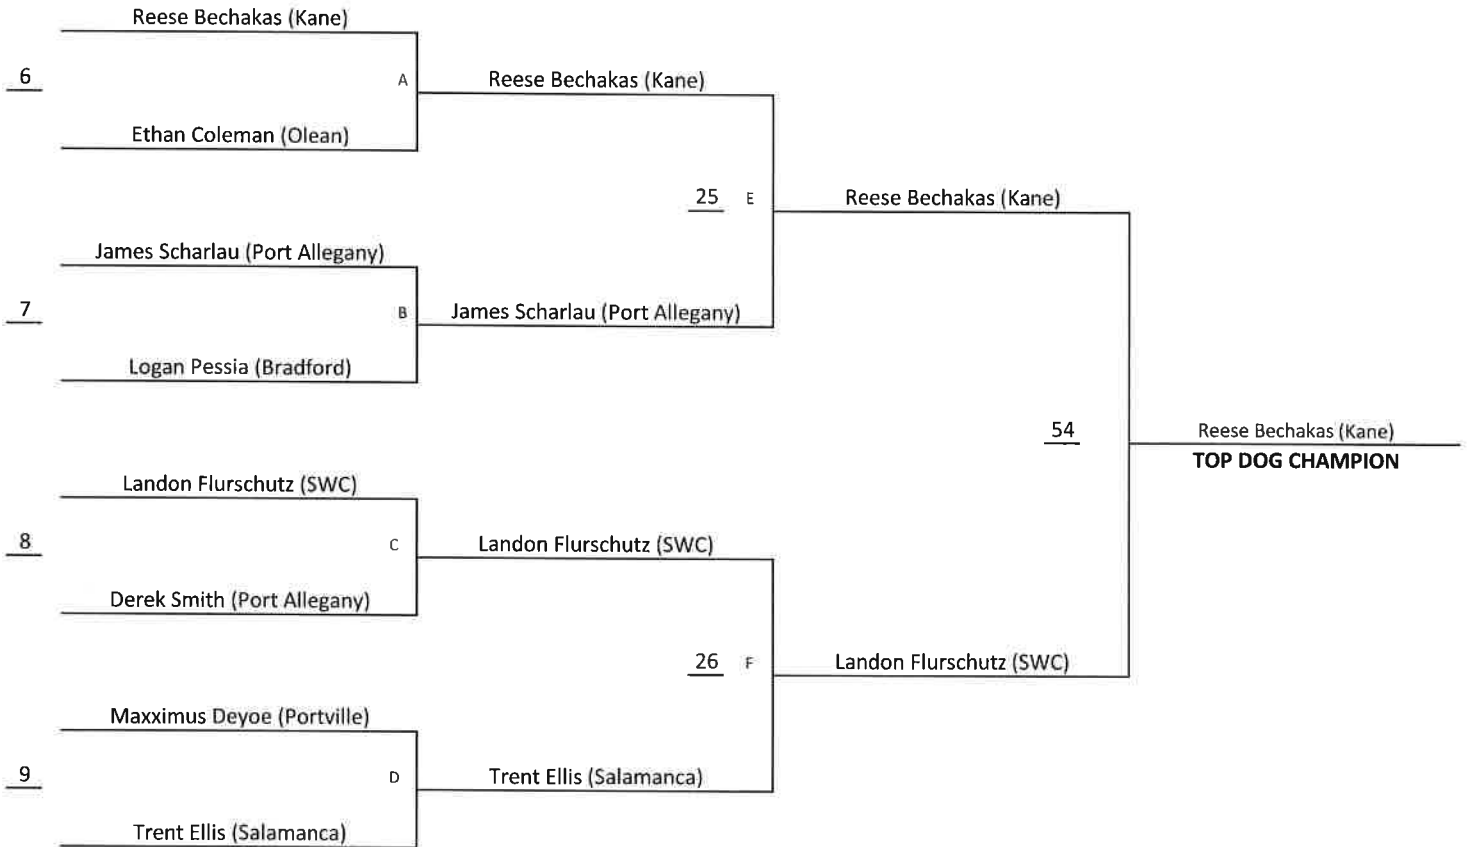 Reese Bechakas (Kane)
6
A
Reese Bechakas (Kane)
Ethan Coleman (Olean)
25
E
Reese Bechakas (Kane)
James Scharlau (Port Allegany)
7
B
James Scharlau (Port Allegany)
Logan Pessia (Bradford)
54
Reese Bechakas (Kane)
TOP DOG CHAMPION
Landon Flurschutz (SWC)
8
C
Landon Flurschutz (SWC)
Derek Smith (Port Allegany)
26
F
Landon Flurschutz (SWC)
Maxximus Deyoe (Portville)
9
D
Trent Ellis (Salamanca)
Trent Ellis (Salamanca)